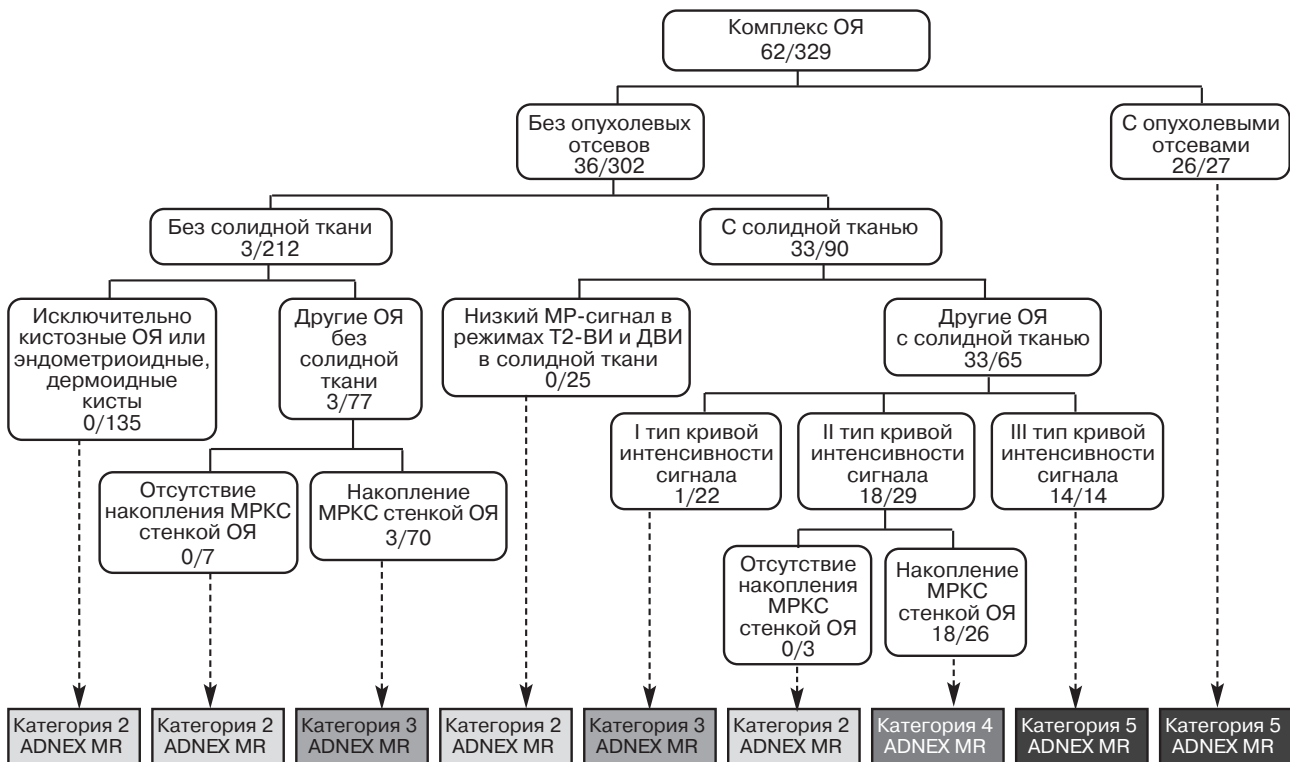 Комплекс ОЯ
62/329
Без опухолевых
отсевов
36/302
С опухолевыми
отсевами
26/27
Без солидной ткани
3/212
С солидной тканью
33/90
Исключительно
кистозные ОЯ или
эндометриоидные,
дермоидные
кисты
0/135
Другие ОЯ
без
солидной
ткани
3/77
Низкий МР-сигнал в
режимах Т2-ВИ и ДВИ
в солидной ткани
0/25
Другие ОЯ
с солидной тканью
33/65
Отсутствие
накопления МРКС
стенкой ОЯ
0/7
Накопление
МРКС стенкой ОЯ
3/70
I тип кривой
интенсивности
сигнала
1/22
II тип кривой
интенсивности
сигнала
18/29
III тип кривой
интенсивности
сигнала
14/14
Отсутствие
накопления
МРКС
стенкой ОЯ
0/3
Накопление
МРКС
стенкой ОЯ
18/26
Категория 2
ADNEX MR
Категория 2
ADNEX MR
Категория 3
ADNEX MR
Категория 2
ADNEX MR
Категория 3
ADNEX MR
Категория 2
ADNEX MR
Категория 4
ADNEX MR
Категория 5
ADNEX MR
Категория 5
ADNEX MR